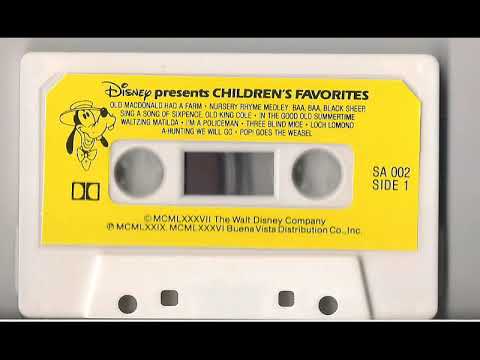 Disney presents CHILDREN'S FAVORITES
OLD MACDONALD HAD A FARM • NURSERY RHYME MEDLEY: BAA, BAA, BLACK SHEEP,
SING A SONG OF SIXPENCE, OLD KING COLE • IN THE GOOD OLD SUMMERTIME
WALTZING MATILDA • I'M A POLICEMAN • THREE BLIND MICE • LOCH LOMOND
A-HUNTING WE WILL GO • POP! GOES THE WEASEL
SA 002
SIDE 1
© MCMLXXXVII The Walt Disney Company
℗ MCMLXXIX, MCMLXXXVI Buena Vista Distribution Co., Inc.